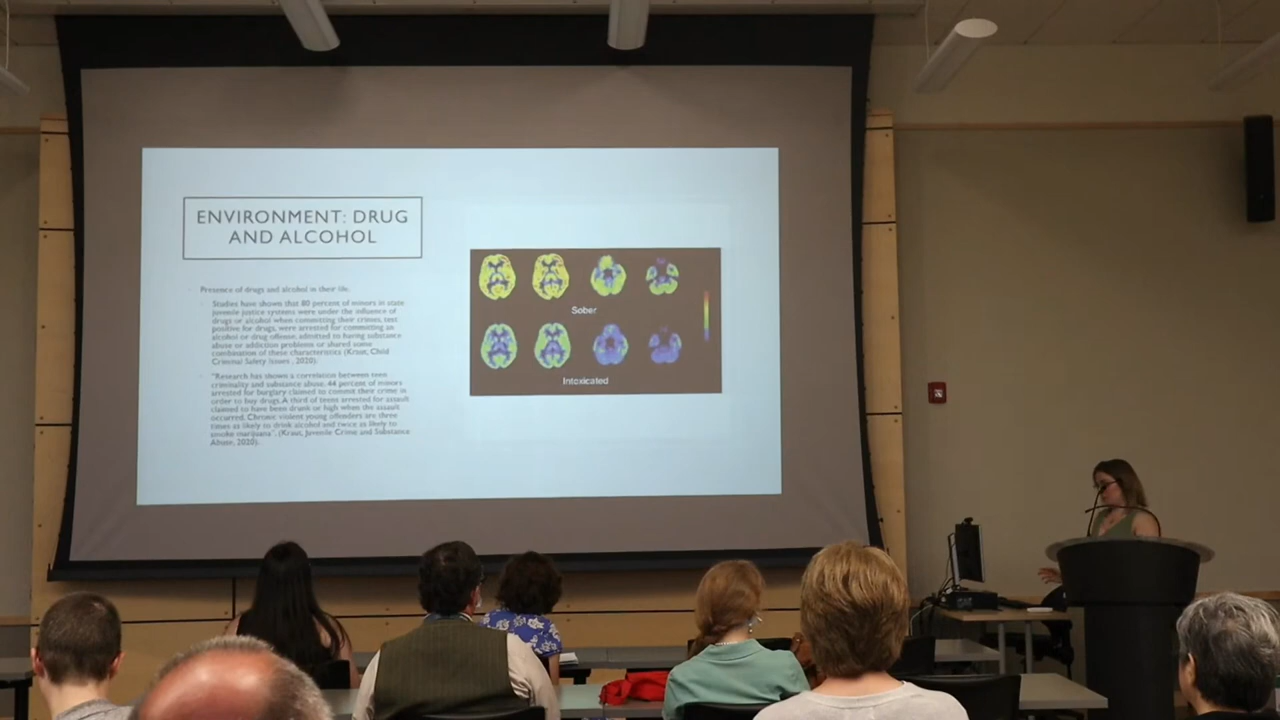 ENVIRONMENT: DRUG
AND ALCOHOL
Presence of drugs and alcohol in their life.
Studies have shown that 80 percent of minors in state
juvenile justice systems were under the influence of
drugs or alcohol when committing their crimes, test
positive for drugs, were arrested for committing an
alcohol or drug offense, admitted to having substance
abuse or addiction problems or shared some
combination of these characteristics (Kraut, Child
Criminal Safety Issues , 2020).
"Research has shown a correlation between teen
criminality and substance abuse. 44 percent of minors
arrested for burglary claimed to commit their crime in
order to buy drugs. A third of teens arrested for assault
claimed to have been drunk or high when the assault
occurred. Chronic violent young offenders are three
times as likely to drink alcohol and twice as likely to
smoke marijuana". (Kraut, Juvenile Crime and Substance
Abuse, 2020).
Sober
Intoxicated